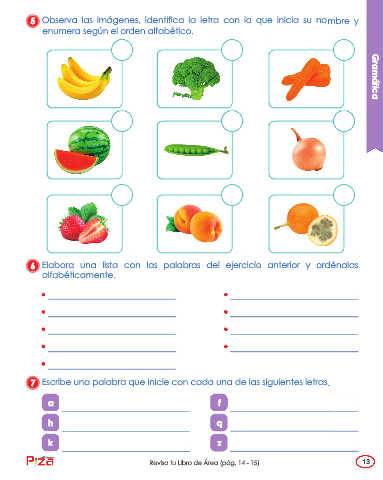 5 Observa las imágenes, identifica la letra con la que inicia su nombre y
enumera según el orden alfabético.
Gramática
6 Elabora una lista con las palabras del ejercicio anterior y ordénalas
alfabéticamente.
7 Escribe una palabra que inicie con cada una de las siguientes letras.
a f
h q
k z
Piza
Revisa tu Libro de Área (pág. 14 - 15)
13